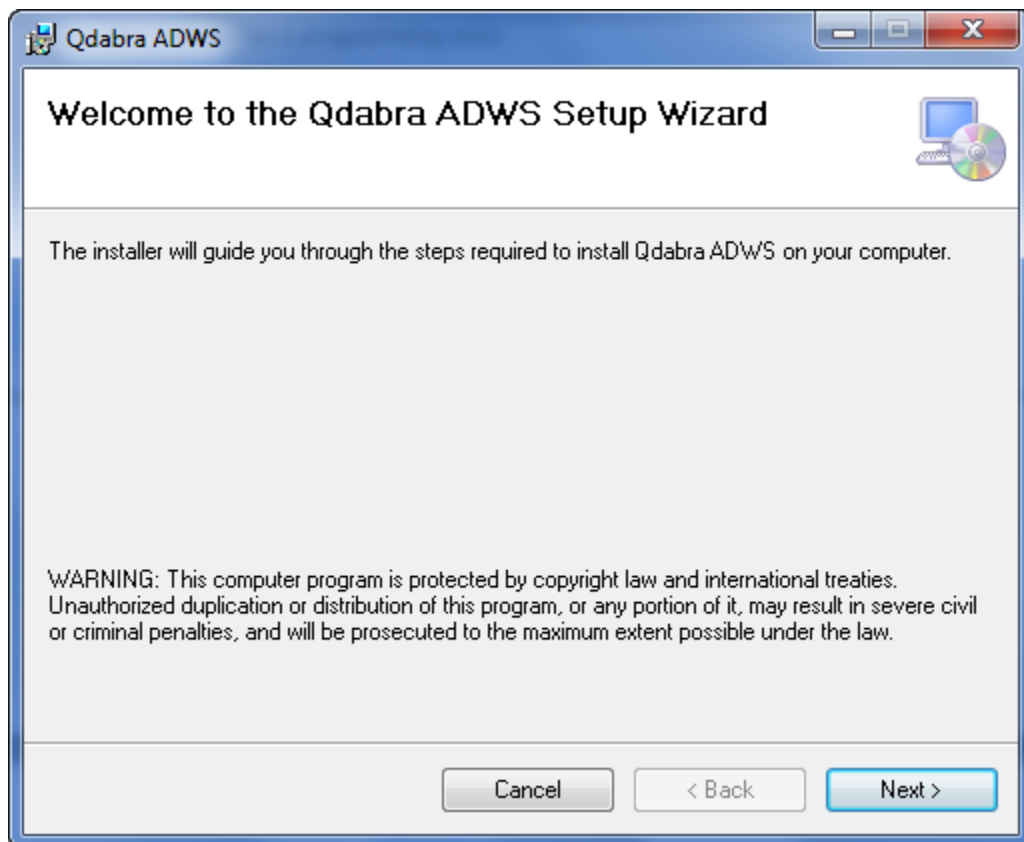 Qdabra ADWS
Welcome to the Qdabra ADWS Setup Wizard
The installer will guide you through the steps required to install Qdabra ADWS on your computer.
WARNING: This computer program is protected by copyright law and international treaties.
Unauthorized duplication or distribution of this program, or any portion of it, may result in severe civil
or criminal penalties, and will be prosecuted to the maximum extent possible under the law.
Cancel
< Back
Next >